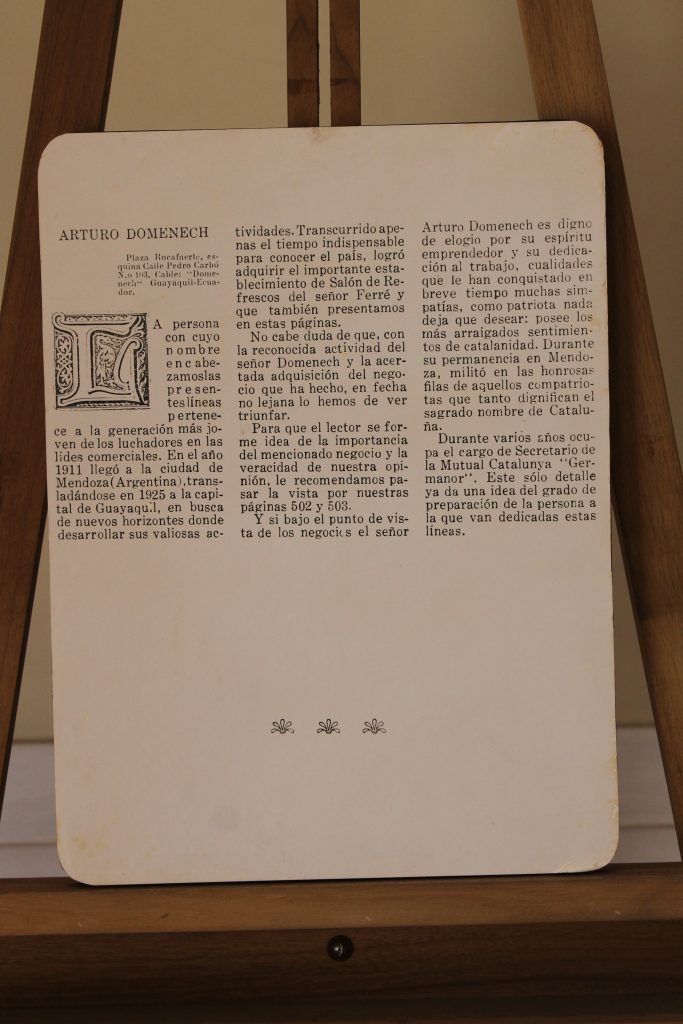 ARTURO DOMENECH
Plaza Rocafuerte, es-
quina Calle Pedro Carbó
N.o 103. Cable: "Dome-
nech" Guayaquil-Ecua-
dor.
LA persona
con cuyo
nombre
encabe-
zamoslas
presen-
teslíneas
pertene-
ce a la generación más jo-
ven de los luchadores en las
lides comerciales. En el año
1911 llegó a la ciudad de
Mendoza(Argentina),tras-
ladándose en 1925 a la capi-
tal de Guayaquil, en busca
de nuevos horizontes donde
desarrollar sus valiosas ac-
tividades. Transcurrido ape-
nas el tiempo indispensable
para conocer el país, logró
adquirir el importante esta-
blecimiento de Salón de Re-
frescos del señor Ferré y
que también presentamos
en estas páginas.
No cabe duda de que, con
la reconocida actividad del
señor Domenech y la acer-
tada adquisición del nego-
cio que ha hecho, en fecha
no lejana lo hemos de ver
triunfar.
Para que el lector se for-
me idea de la importancia
del mencionado negocio y la
veracidad de nuestra opi-
nión, le recomendamos pa-
sar la vista por nuestras
páginas 502 y 503.
Y si bajo el punto de vis-
ta de los negocios el señor
Arturo Domenech es digno
de elogio por su espíritu
emprendedor y su dedica-
ción al trabajo, cualidades
que le han conquistado en
breve tiempo muchas sim-
patías, como patriota nada
deja que desear: posee los
más arraigados sentimien-
tos de catalanidad. Durante
su permanencia en Mendo-
za, militó en las honrosas
filas de aquellos compatrio-
tas que tanto dignifican el
sagrado nombre de Catalu-
ña.
Durante varios años ocu-
pa el cargo de Secretario de
la Mutual Catalunya "Ger-
manor". Este sólo detalle
ya da una idea del grado de
preparación de la persona a
la que van dedicadas estas
líneas.